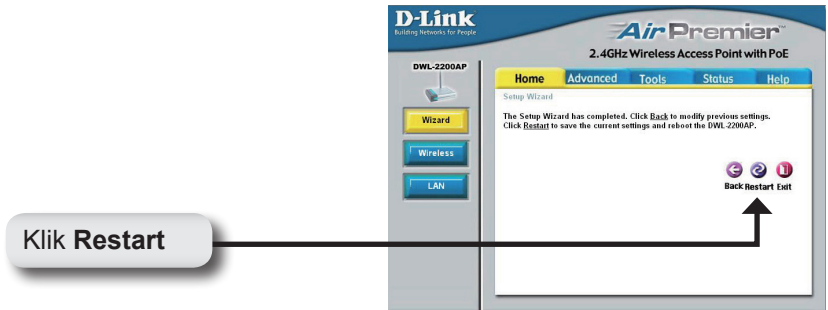 D-Link
Building Networks for People
AirPremier™
2.4GHz Wireless Access Point with PoE
DWL-2200AP
Home Advanced Tools Status Help
Wizard
Wireless
LAN
Setup Wizard
The Setup Wizard has completed. Click Back to modify previous settings.
Click Restart to save the current settings and reboot the DWL-2200AP.
Back Restart Exit
Klik Restart